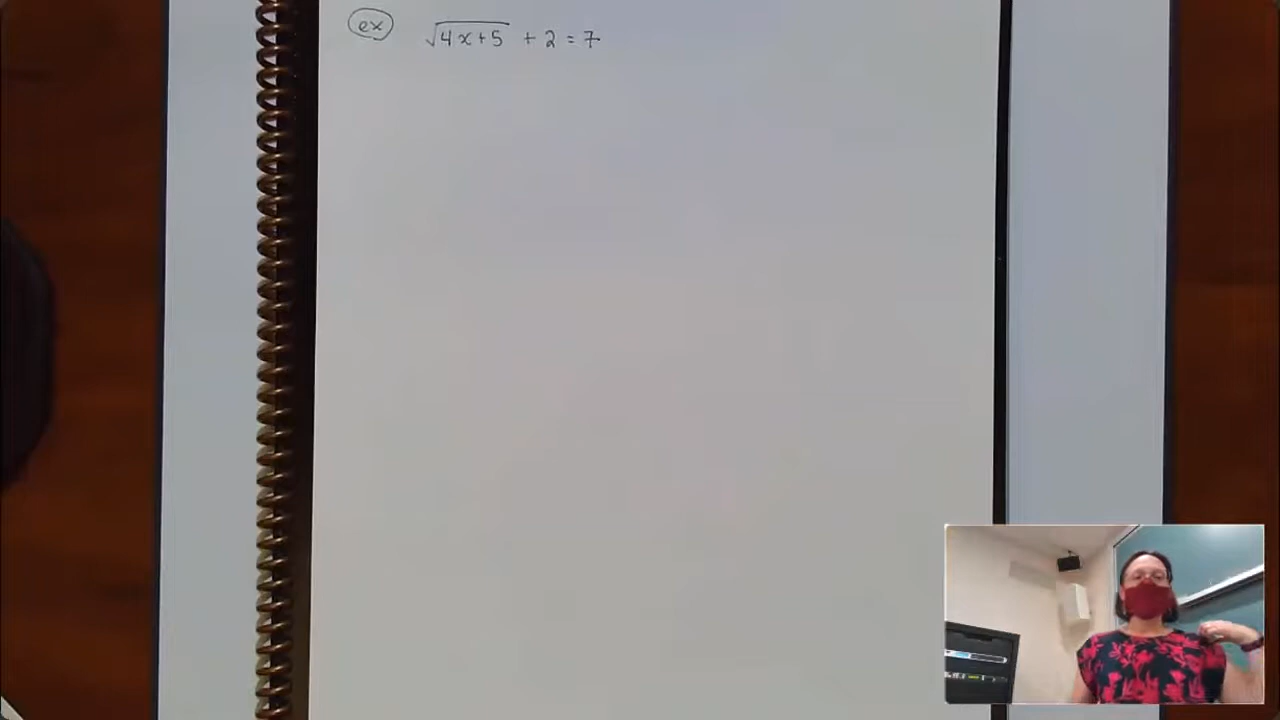 ex √4x+5 + 2 = 7